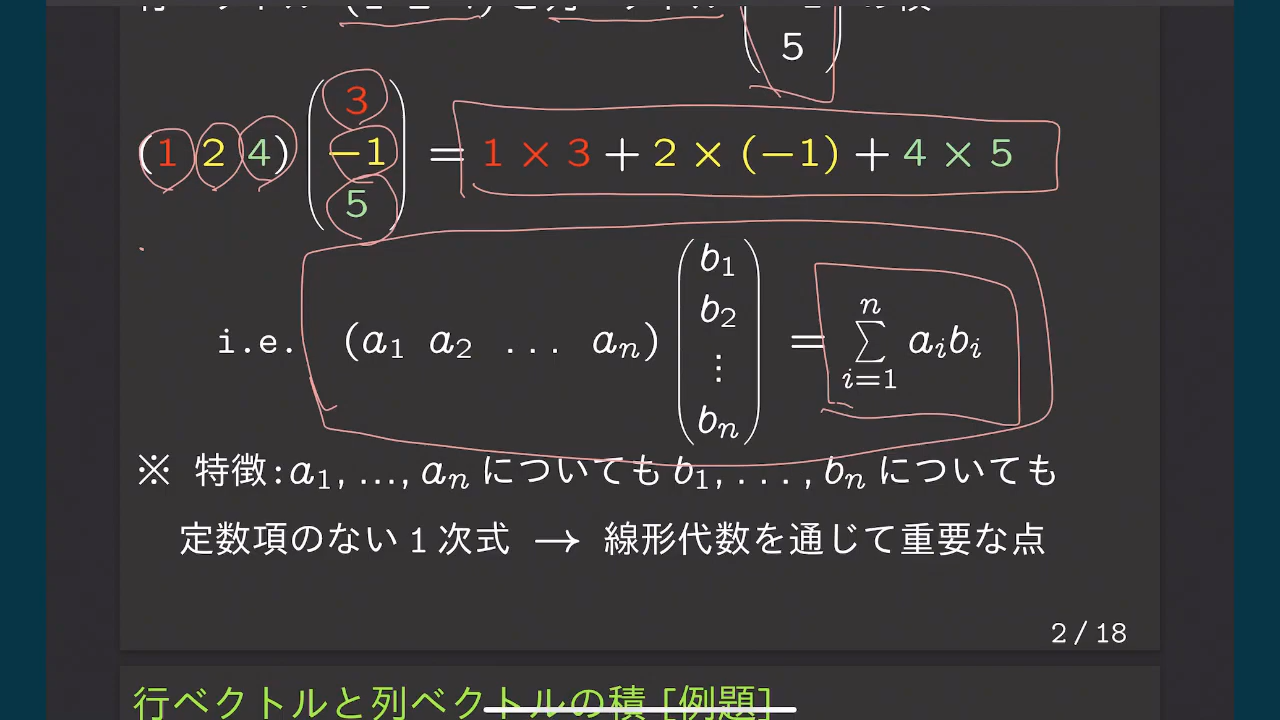 5
(1 2 4) (3 −1 5) = 1 × 3 + 2 × (−1) + 4 × 5
i.e. (a₁ a₂ ... aₙ) (b₁ b₂ ⋮ bₙ) = ∑ⁿᵢ₌₁ aᵢbᵢ
※ 特徴:a₁, ..., aₙ についても b₁, ..., bₙ についても
定数項のない 1 次式 → 線形代数を通じて重要な点
2 / 18
行ベクトルと列ベクトルの積 [例題]